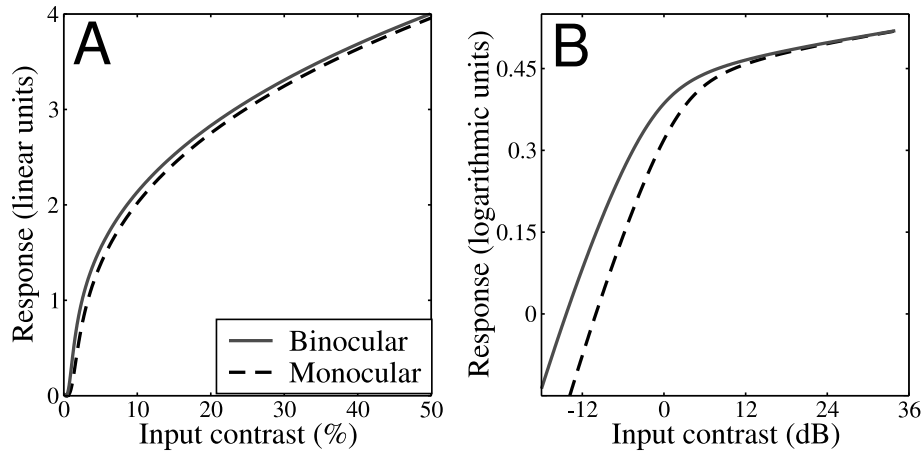 A
Response (linear units)
4
3
2
1
0
0 10 20 30 40 50
Input contrast (%)
Binocular
Monocular
B
Response (logarithmic units)
0.45
0.3
0.15
0
-12 0 12 24 36
Input contrast (dB)